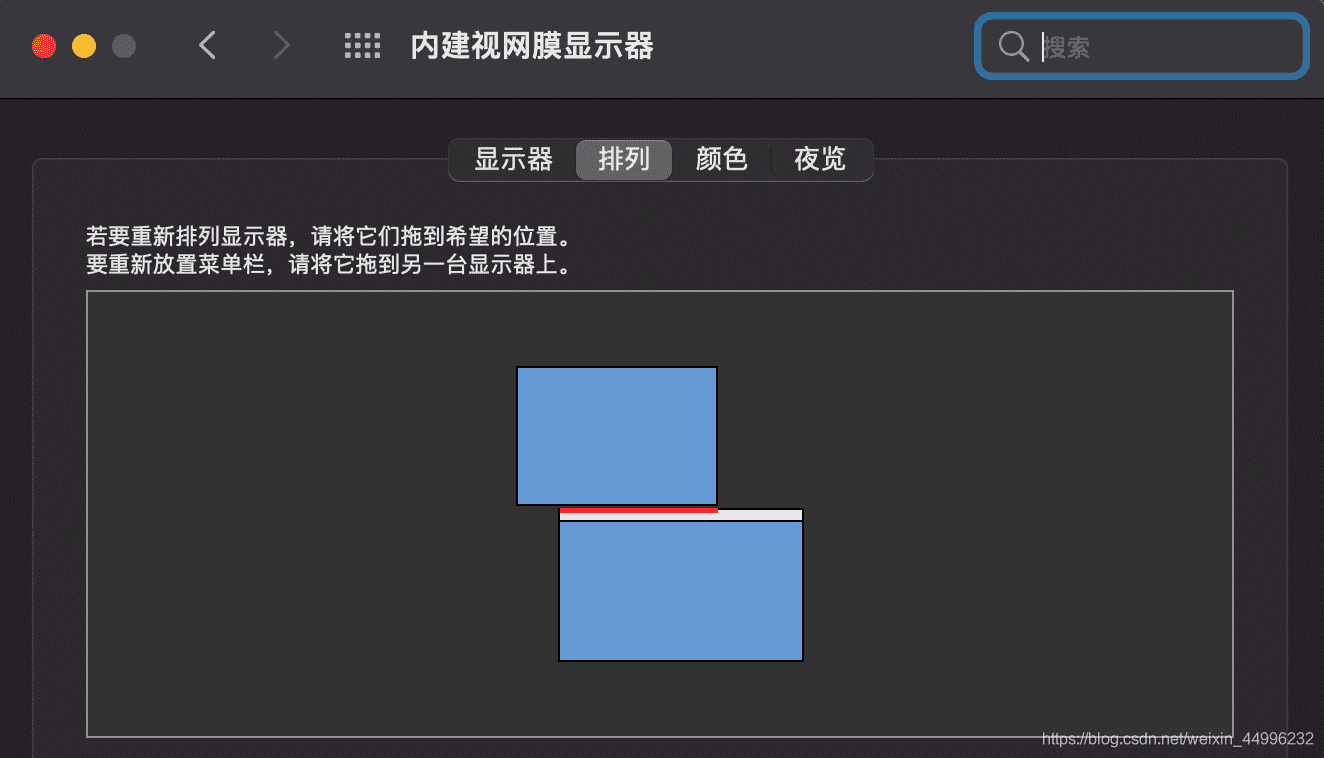 内建视网膜显示器
搜索
显示器 排列 颜色 夜览
若要重新排列显示器，请将它们拖到希望的位置。
要重新放置菜单栏，请将它拖到另一台显示器上。
https://blog.csdn.net/weixin_44996232